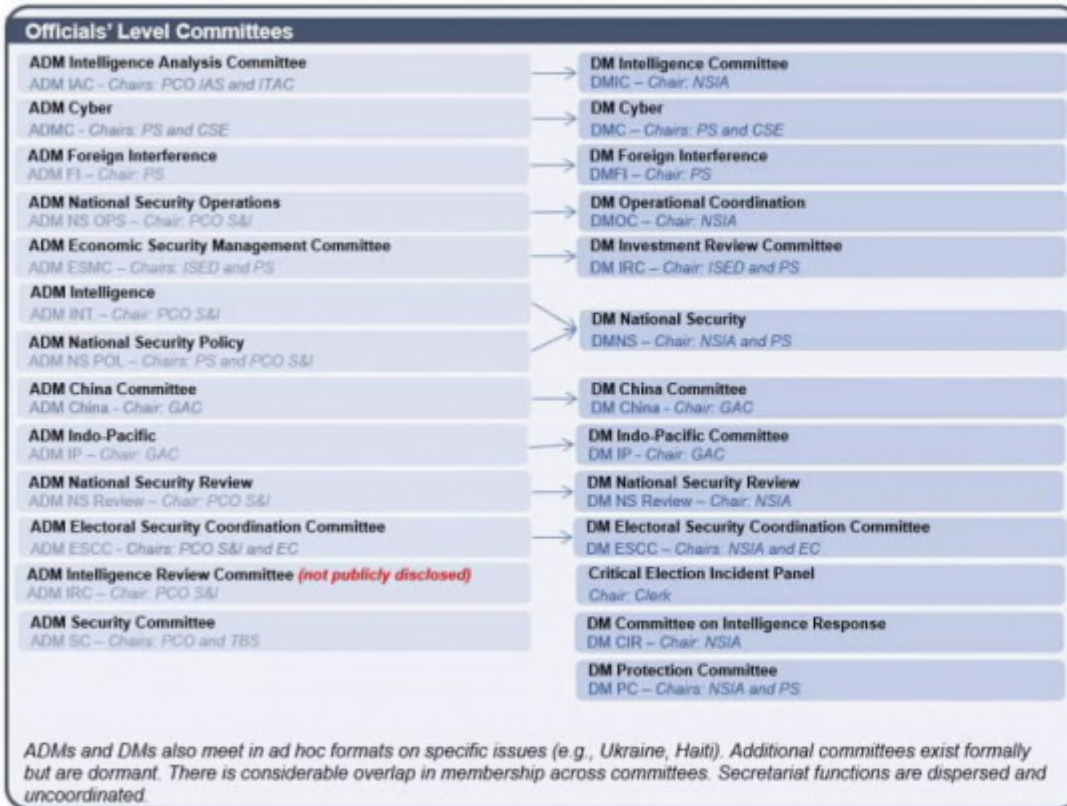 Officials' Level Committees
ADM Intelligence Analysis Committee
ADM IAC - Chairs: PCO IAS and ITAC
DM Intelligence Committee
DMIC – Chair: NSIA
ADM Cyber
ADMC - Chairs: PS and CSE
DM Cyber
DMC – Chairs: PS and CSE
ADM Foreign Interference
ADM FI – Chair: PS
DM Foreign Interference
DMFI – Chair: PS
ADM National Security Operations
ADM NS OPS – Chair: PCO S&I
DM Operational Coordination
DMOC – Chair: NSIA
ADM Economic Security Management Committee
ADM ESMC – Chairs: ISED and PS
DM Investment Review Committee
DM IRC – Chair: ISED and PS
ADM Intelligence
ADM INT – Chair: PCO S&I
ADM National Security Policy
ADM NS POL – Chairs: PS and PCO S&I
DM National Security
DMNS – Chair: NSIA and PS
ADM China Committee
ADM China - Chair: GAC
DM China Committee
DM China - Chair: GAC
ADM Indo-Pacific
ADM IP – Chair: GAC
DM Indo-Pacific Committee
DM IP - Chair: GAC
ADM National Security Review
ADM NS Review – Chair: PCO S&I
DM National Security Review
DM NS Review – Chair: NSIA
ADM Electoral Security Coordination Committee
ADM ESCC - Chairs: PCO S&I and EC
DM Electoral Security Coordination Committee
DM ESCC – Chairs: NSIA and EC
ADM Intelligence Review Committee (not publicly disclosed)
ADM IRC – Chair: PCO S&I
Critical Election Incident Panel
Chair: Clerk
ADM Security Committee
ADM SC – Chairs: PCO and TBS
DM Committee on Intelligence Response
DM CIR – Chair: NSIA
DM Protection Committee
DM PC – Chairs: NSIA and PS
ADMs and DMs also meet in ad hoc formats on specific issues (e.g., Ukraine, Haiti). Additional committees exist formally
but are dormant. There is considerable overlap in membership across committees. Secretariat functions are dispersed and
uncoordinated.